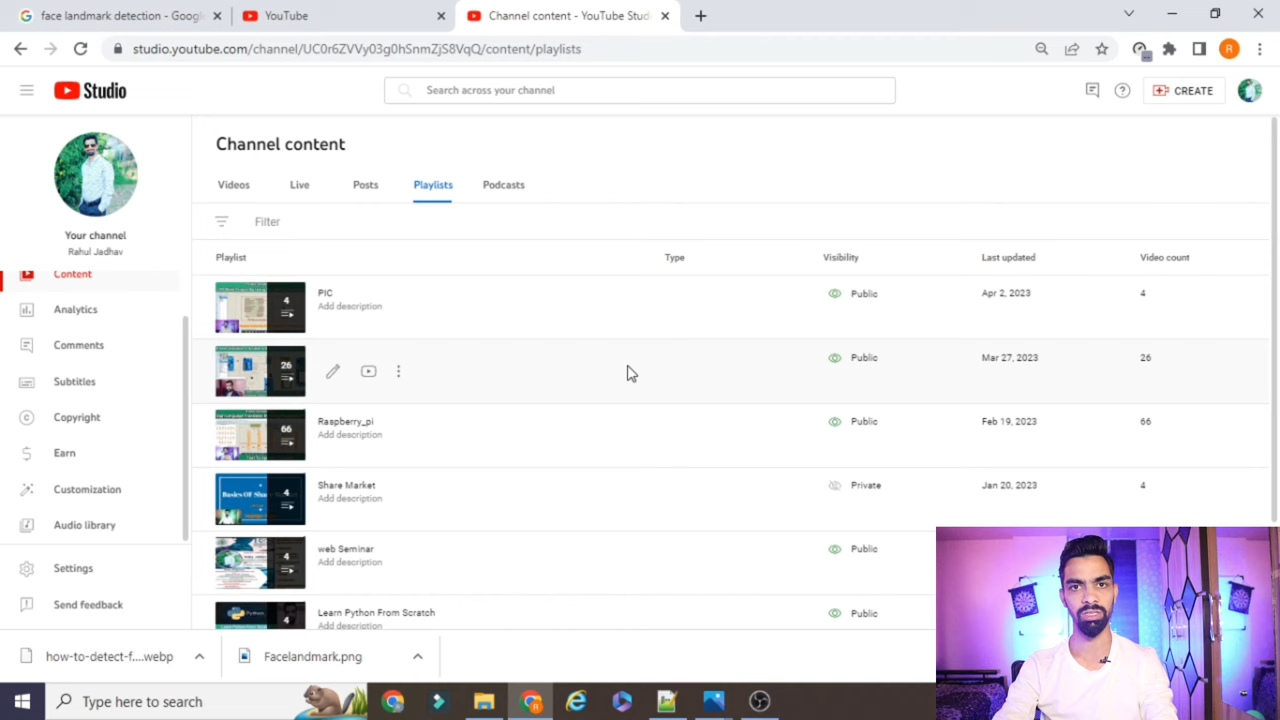 face landmark detection - Google
YouTube
Channel content - YouTube Stud
studio.youtube.com/channel/UC0r6ZVVy03g0hSnmZjS8VqQ/content/playlists
R
Studio
Search across your channel
CREATE
Your channel
Rahul Jadhav
Content
Analytics
Comments
Subtitles
Copyright
Earn
Customization
Audio library
Settings
Send feedback
Channel content
Videos Live Posts Playlists Podcasts
Filter
Playlist Type Visibility Last updated Video count
4 PIC Public Apr 2, 2023 4
Add description
26 Public Mar 27, 2023 26
66 Raspberry_pi Public Feb 19, 2023 66
Add description
4 Share Market Private Jan 20, 2023 4
Add description
Basics Of Share
4 web Seminar Public
Add description
4 Learn Python From Scratch Public
Add description
how-to-detect-f....webp
Facelandmark.png
Type here to search